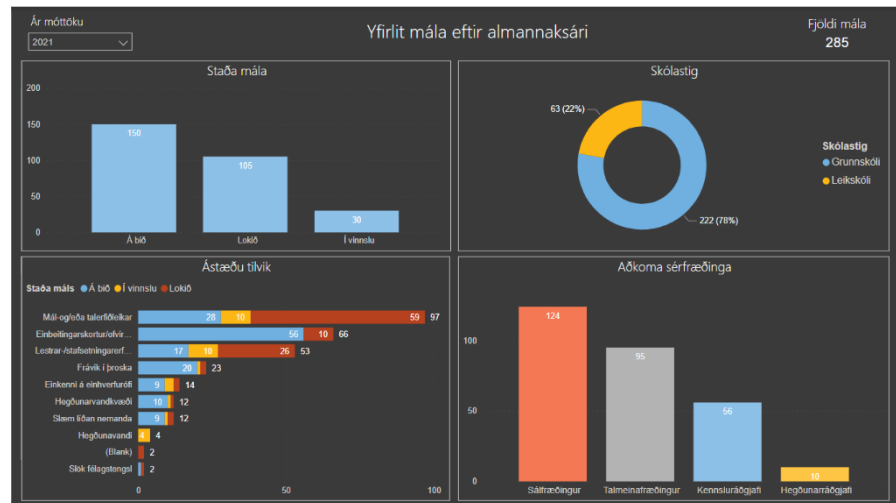 Ár móttöku
2021
Yfirlit mála eftir almannaksári
Fjöldi mála
285
Staða mála
200
150
100
50
0
150
105
30
Á bið
Lokið
Í vinnslu
Skólastig
63 (22%)
222 (78%)
Skólastig
Grunnskóli
Leikskóli
Ástæðu tilvik
Staða máls Á bið Í vinnslu Lokið
Mál-og/eða talerfiðleikar 28 10 59 97
Einbeitingarskortur/ofvir... 56 10 66
Lestrar-/stafsetningarerf... 17 10 26 53
Frávik í þroska 20 23
Einkenni á einhverfurófi 9 14
Hegðunarvandkvæði 10 12
Slæm líðan nemanda 9 12
Hegðunavandi 4 4
(Blank) 2
Slök félagstengsl 2
0 50 100
Aðkoma sérfræðinga
100
50
0
124
95
56
10
Sálfræðingur
Talmeinafræðingur
Kennsluráðgjafi
Hegðunarráðgjafi